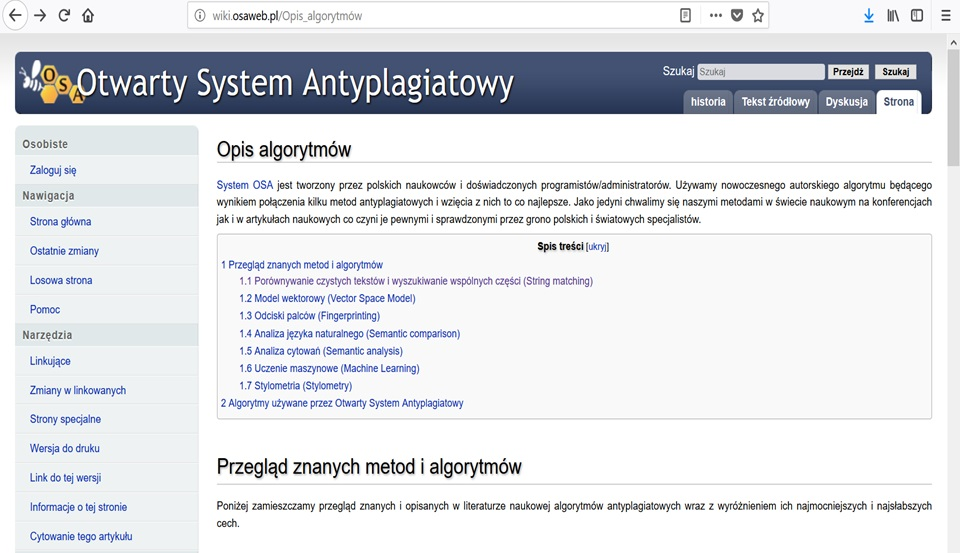 wiki.osaweb.pl/Opis_algorytmów
OSA
Otwarty System Antyplagiatowy
Szukaj Szukaj Przejdź Szukaj
historia Tekst źródłowy Dyskusja Strona
Osobiste
Zaloguj się
Nawigacja
Strona główna
Ostatnie zmiany
Losowa strona
Pomoc
Narzędzia
Linkujące
Zmiany w linkowanych
Strony specjalne
Wersja do druku
Link do tej wersji
Informacje o tej stronie
Cytowanie tego artykułu
Opis algorytmów
System OSA jest tworzony przez polskich naukowców i doświadczonych programistów/administratorów. Używamy nowoczesnego autorskiego algorytmu będącego
wynikiem połączenia kilku metod antyplagiatowych i wzięcia z nich to co najlepsze. Jako jedyni chwalimy się naszymi metodami w świecie naukowym na konferencjach
jak i w artykułach naukowych co czyni je pewnymi i sprawdzonymi przez grono polskich i światowych specjalistów.
Spis treści [ukryj]
1 Przegląd znanych metod i algorytmów
1.1 Porównywanie czystych tekstów i wyszukiwanie wspólnych części (String matching)
1.2 Model wektorowy (Vector Space Model)
1.3 Odciski palców (Fingerprinting)
1.4 Analiza języka naturalnego (Semantic comparison)
1.5 Analiza cytowań (Semantic analysis)
1.6 Uczenie maszynowe (Machine Learning)
1.7 Stylometria (Stylometry)
2 Algorytmy używane przez Otwarty System Antyplagiatowy
Przegląd znanych metod i algorytmów
Poniżej zamieszczamy przegląd znanych i opisanych w literaturze naukowej algorytmów antyplagiatowych wraz z wyróżnieniem ich najmocniejszych i najsłabszych
cech.